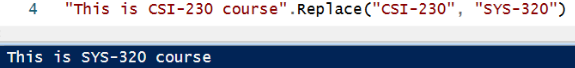 4 "This is CSI-230 course".Replace("CSI-230", "SYS-320")
This is SYS-320 course